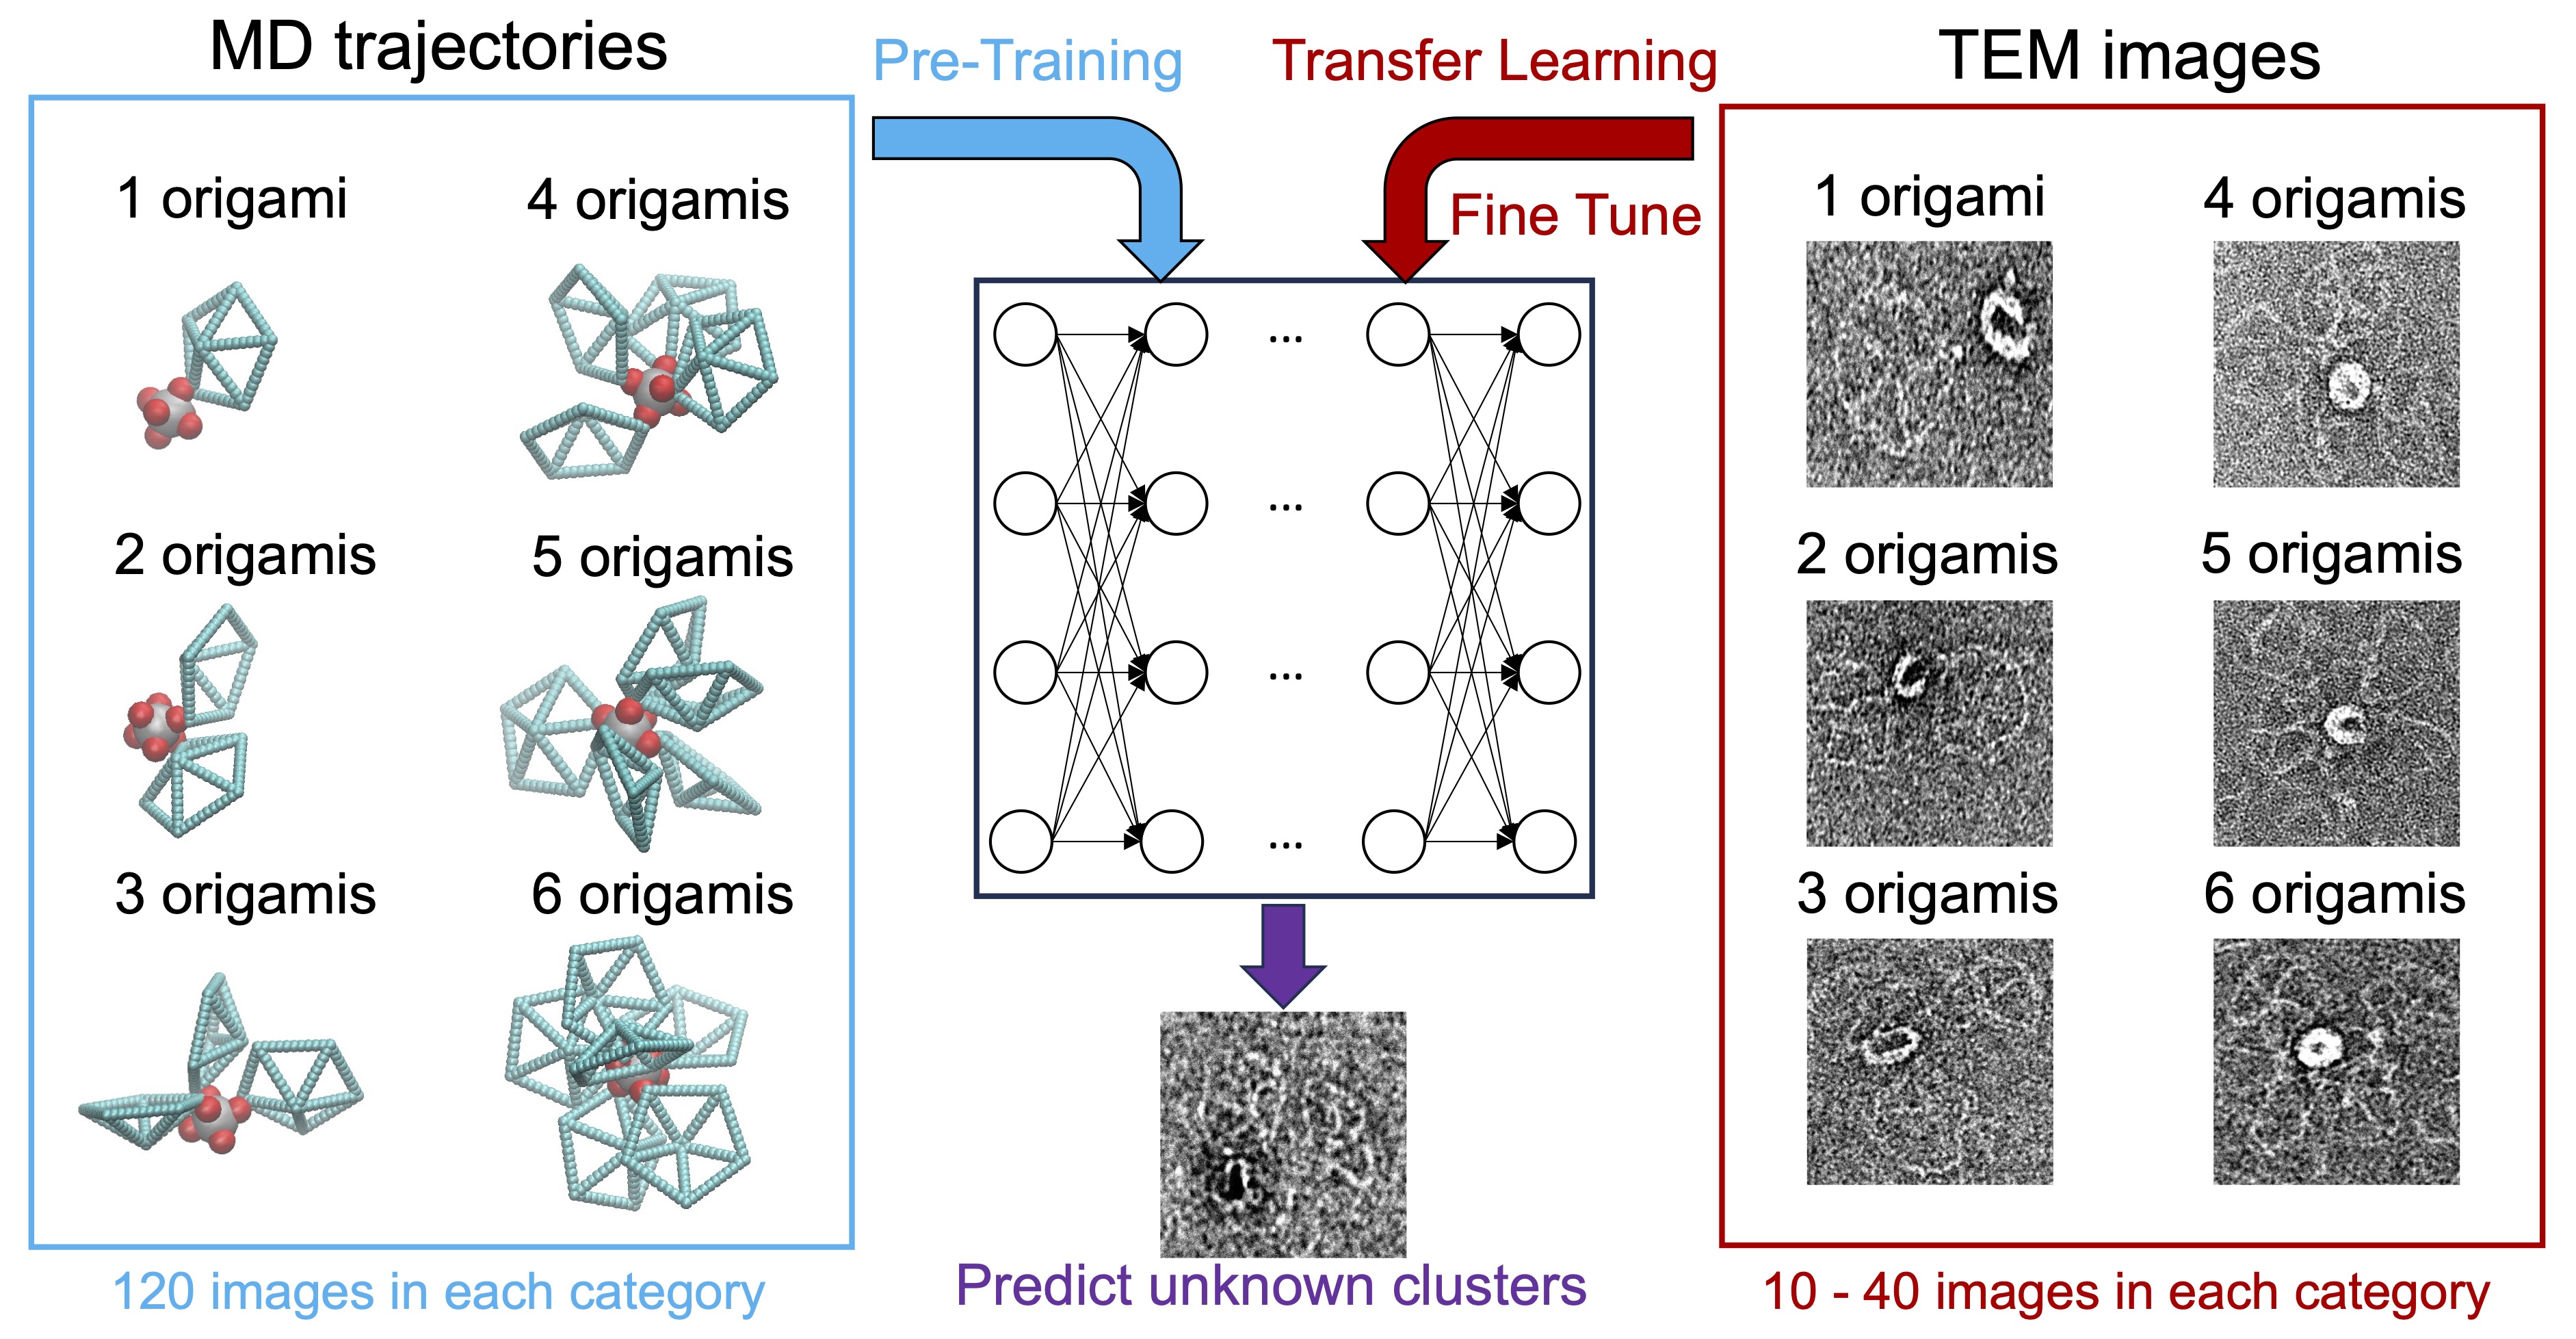 MD trajectories
1 origami
4 origamis
2 origamis
5 origamis
3 origamis
6 origamis
120 images in each category
Pre-Training
Transfer Learning
Fine Tune
...
...
...
...
Predict unknown clusters
TEM images
1 origami
4 origamis
2 origamis
5 origamis
3 origamis
6 origamis
10 - 40 images in each category